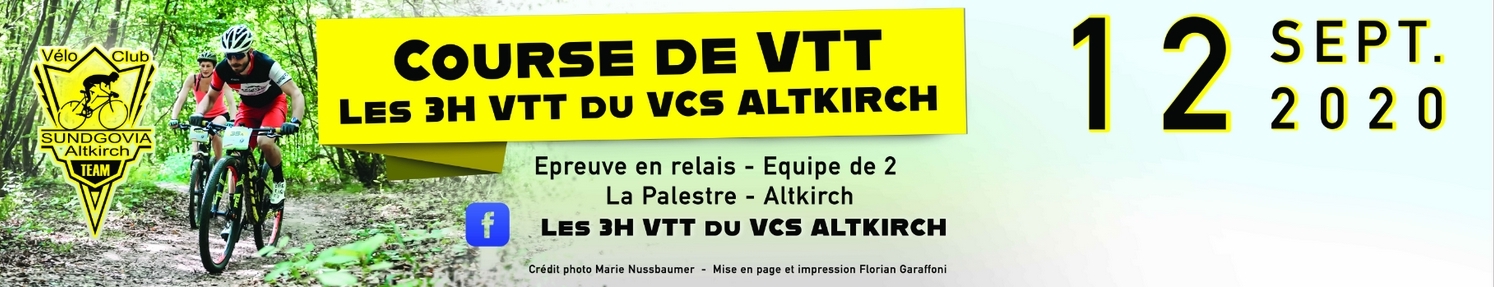 Vélo Club
SUNDGOVIA
Altkirch
TEAM
COURSE DE VTT
LES 3H VTT DU VCS ALTKIRCH
Epreuve en relais - Equipe de 2
La Palestre - Altkirch
f LES 3H VTT DU VCS ALTKIRCH
Crédit photo Marie Nussbaumer - Mise en page et impression Florian Garaffoni
12 SEPT.
2020